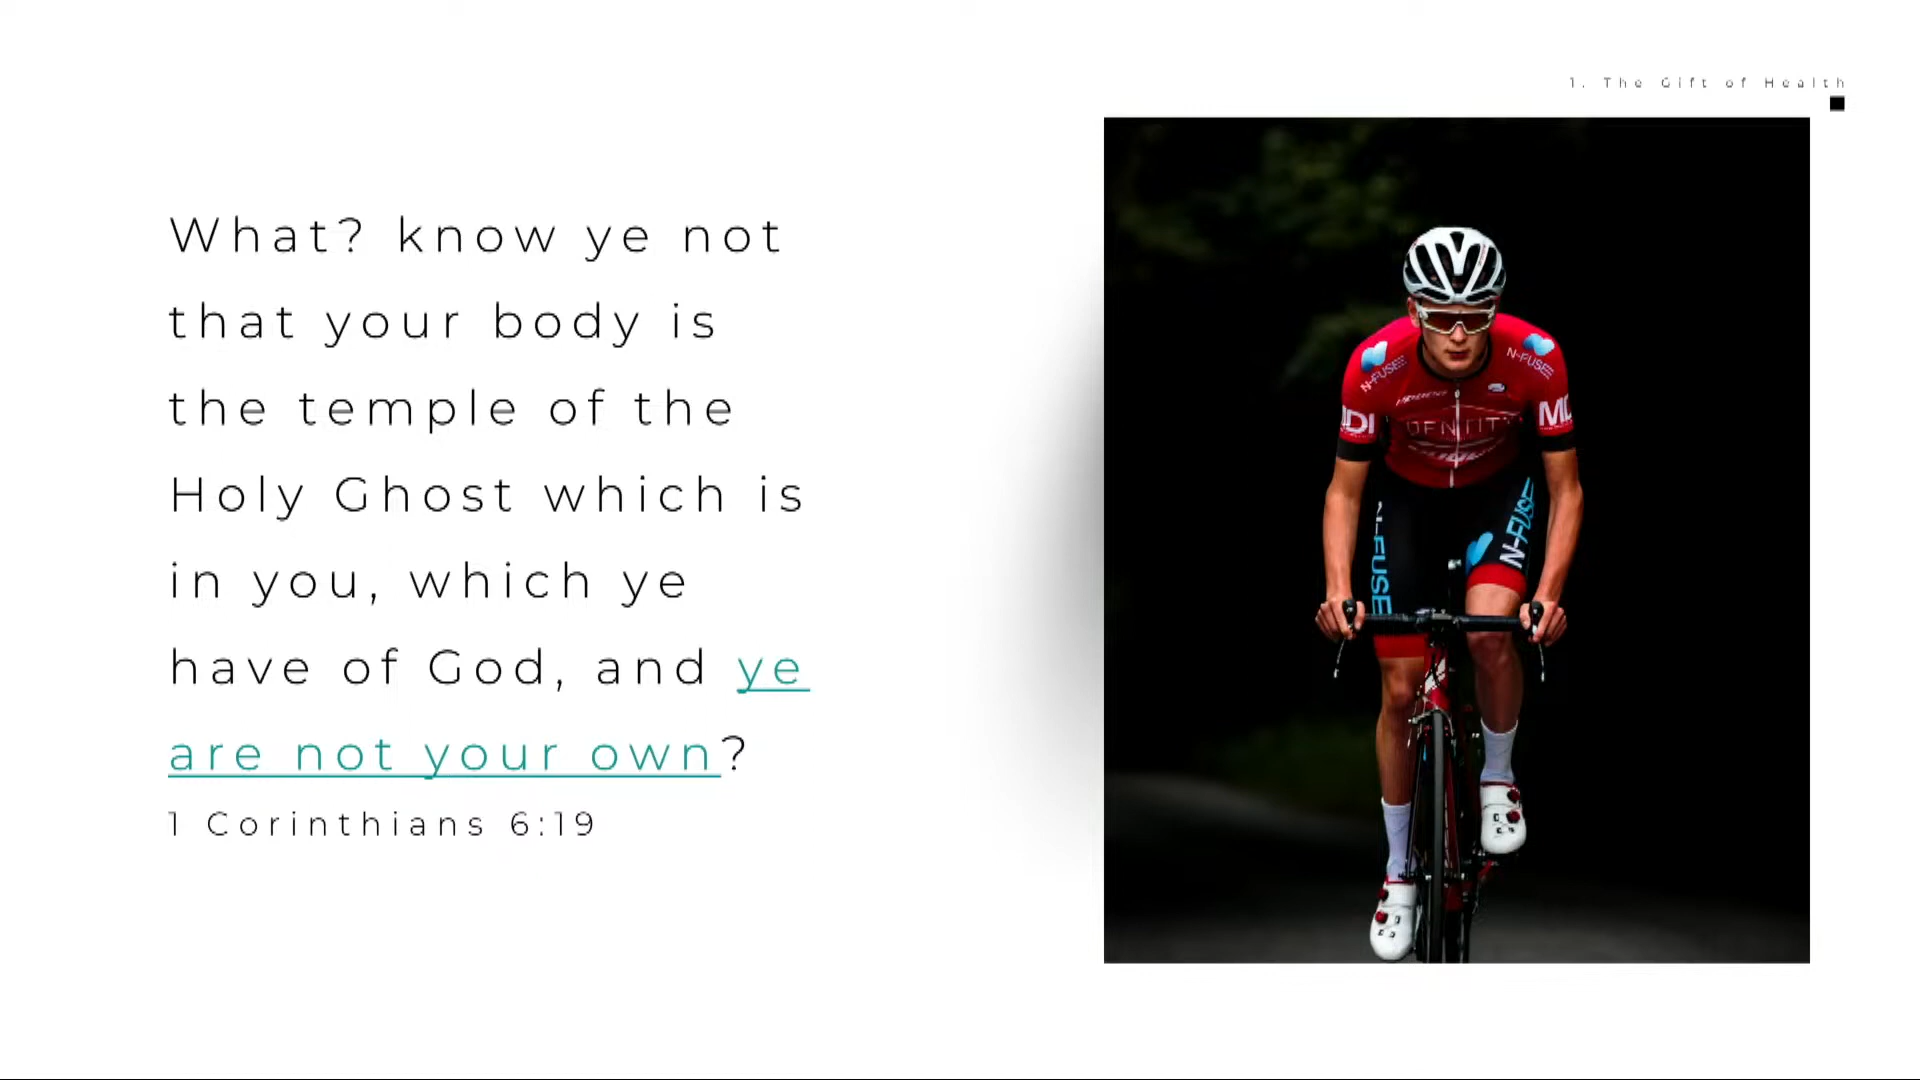 1. The Gift of Health
What? know ye not
that your body is
the temple of the
Holy Ghost which is
in you, which ye
have of God, and ye
are not your own?
1 Corinthians 6:19
N-FUSE
N-FUSE
N-FUSE
N-FUSE